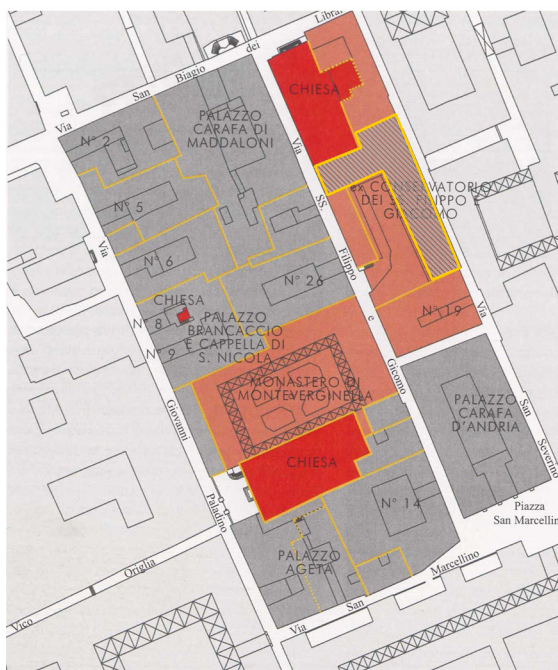 Via San Biagio dei Librai
CHIESA
PALAZZO
CARAFA DI
MADDALONI
N° 2
Via SS. Filippo e Gicomo
ex CONSERVATORIO
DEI SS. FILIPPO E
GIACOMO
N° 5
N° 6
N° 26
CHIESA
N° 8
PALAZZO
BRANCACCIO
E CAPPELLA DI
S. NICOLA
N° 9
N° 19
MONASTERO DI
MONTEVERGINELLA
Via Giovanni Paladino
PALAZZO
CARAFA
D'ANDRIA
Via San Severino
CHIESA
N° 14
Piazza
San Marcellin
PALAZZO
AGETA
Vico Origlia
Via San Marcellino